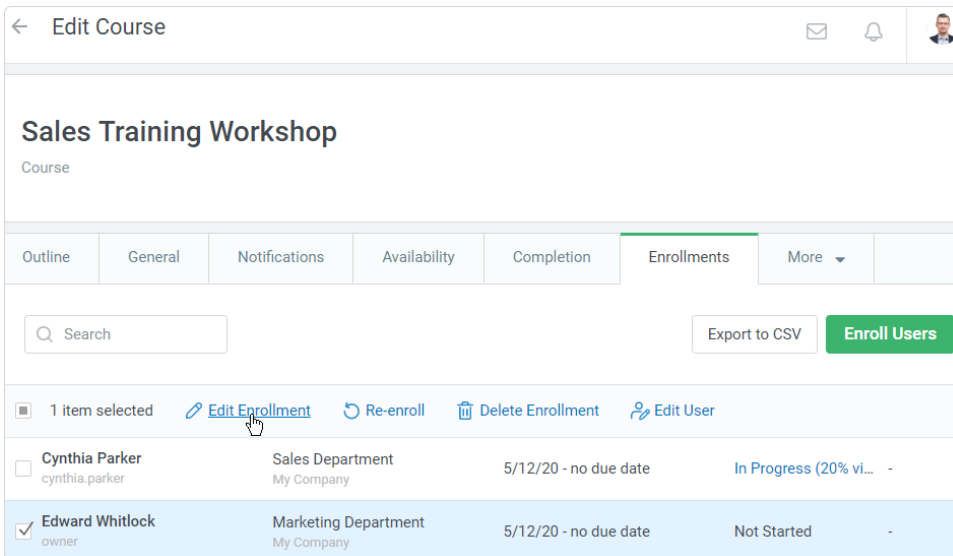 Edit Course
Sales Training Workshop
Course
Outline General Notifications Availability Completion Enrollments More
Search Export to CSV Enroll Users
1 item selected Edit Enrollment Re-enroll Delete Enrollment Edit User
Cynthia Parker Sales Department 5/12/20 - no due date In Progress (20% vi... -
cynthia.parker My Company
Edward Whitlock Marketing Department 5/12/20 - no due date Not Started -
owner My Company